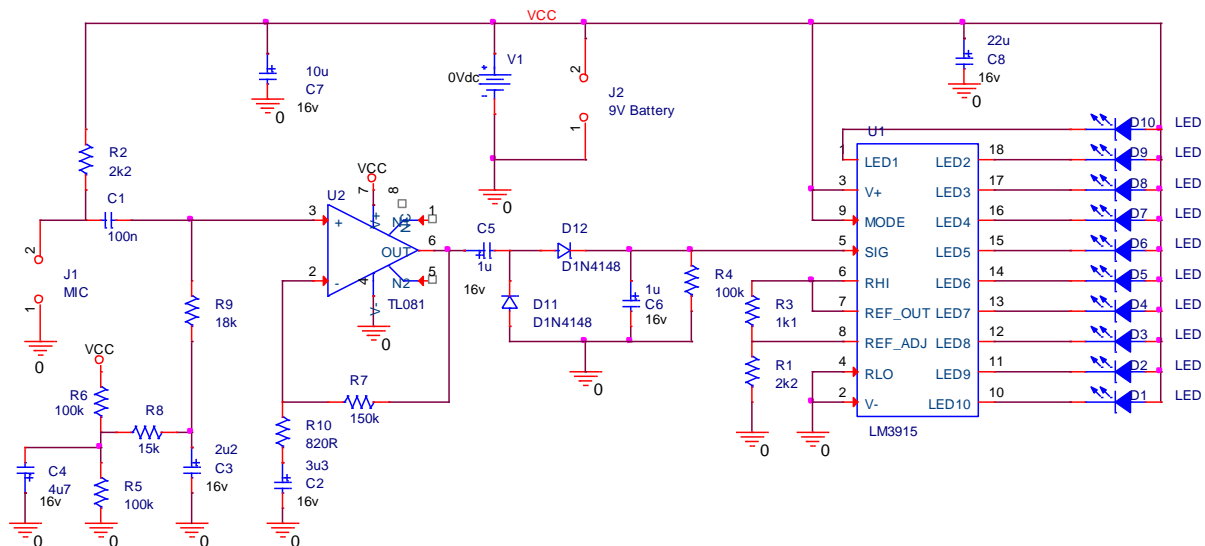 VCC
R2
2k2
C1
100n
2
1
J1
MIC
0
10u
C7
16v
0
V1
0Vdc
0
2
1
J2
9V Battery
22u
C8
16v
0
U2
VCC
7
V+
8
3
+
N1
1
NC
OUT
6
2
-
N2
5
4
V-
TL081
0
C5
1u
16v
D12
D1N4148
D11
D1N4148
1u
C6
16v
R4
100k
0
R9
18k
VCC
R6
100k
R8
15k
C4
4u7
16v
0
R5
100k
0
2u2
C3
16v
0
R7
150k
R10
820R
3u3
C2
16v
0
R3
1k1
R1
2k2
0
0
U1
1
LED1
LED2
18
3
V+
LED3
17
9
MODE
LED4
16
5
SIG
LED5
15
6
RHI
LED6
14
7
REF_OUT
LED7
13
8
REF_ADJ
LED8
12
4
RLO
LED9
11
2
V-
LED10
10
LM3915
D10
LED
D9
LED
D8
LED
D7
LED
D6
LED
D5
LED
D4
LED
D3
LED
D2
LED
D1
LED